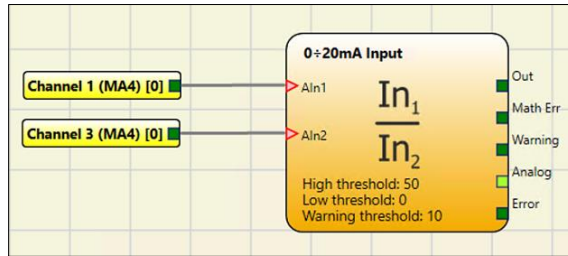 0÷20mA Input
Channel 1 (MA4) [0]
AIn1
Channel 3 (MA4) [0]
AIn2
In1
In2
Out
Math Err
Warning
Analog
Error
High threshold: 50
Low threshold: 0
Warning threshold: 10